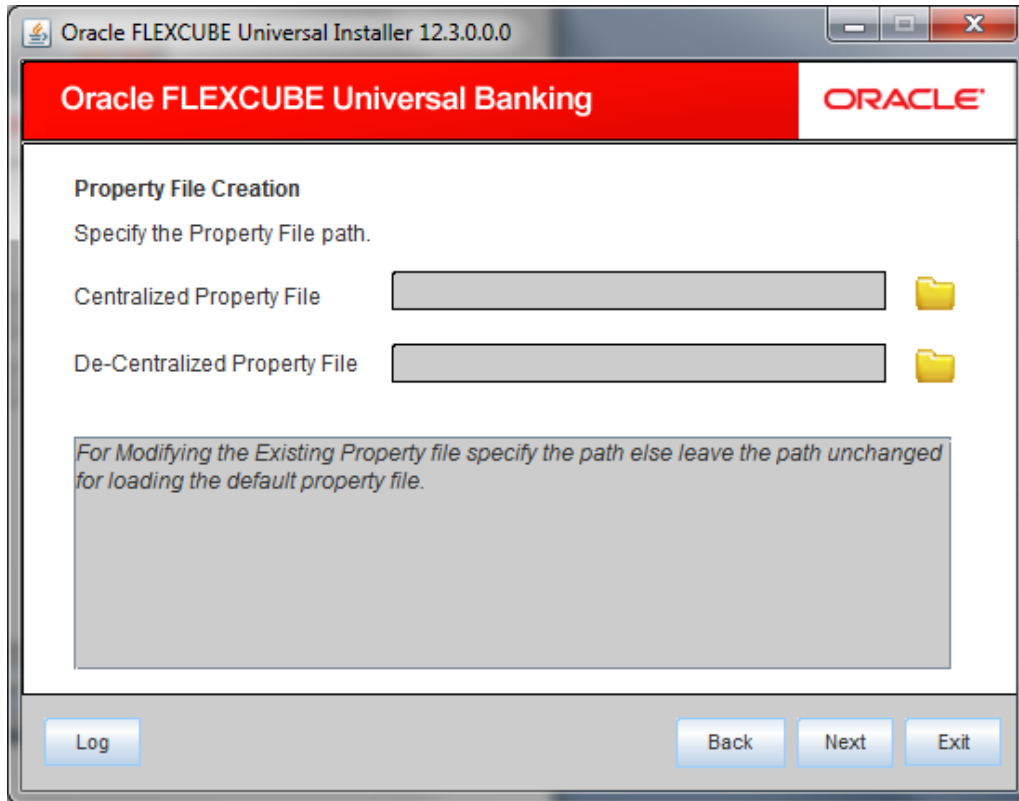 Oracle FLEXCUBE Universal Installer 12.3.0.0.0
Oracle FLEXCUBE Universal Banking
ORACLE
Property File Creation
Specify the Property File path.
Centralized Property File
De-Centralized Property File
For Modifying the Existing Property file specify the path else leave the path unchanged
for loading the default property file.
Log
Back
Next
Exit